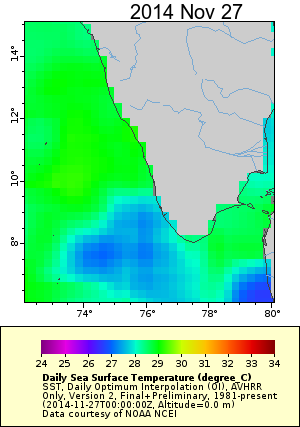 2014 Nov 27
14°
12°
10°
8°
74°
76°
78°
80°
24 25 26 27 28 29 30 31 32 33 34
Daily Sea Surface Temperature (degree_C)
SST, Daily Optimum Interpolation (OI), AVHRR
Only, Version 2, Final+Preliminary, 1981-present
(2014-11-27T00:00:00Z, Altitude=0.0 m)
Data courtesy of NOAA NCEI